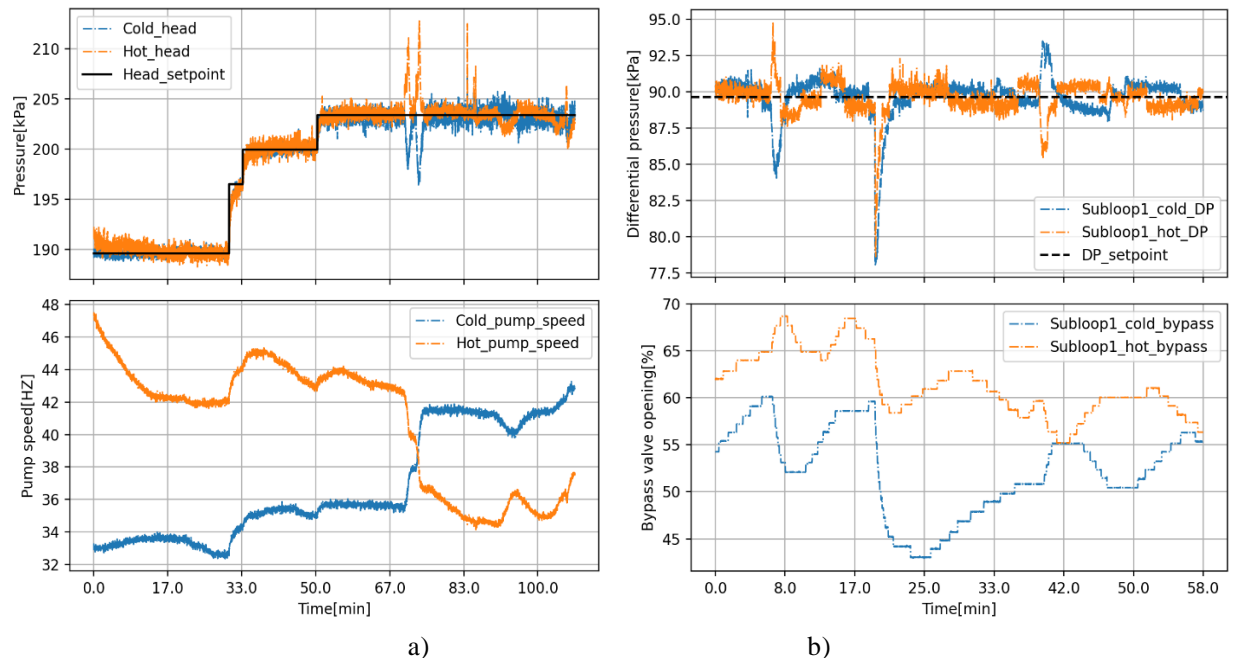 Cold_head
Hot_head
Head_setpoint
Pressure[kPa]
210
205
200
195
190
Cold_pump_speed
Hot_pump_speed
Pump speed[HZ]
48
46
44
42
40
38
36
34
32
0.0 17.0 33.0 50.0 67.0 83.0 100.0
Time[min]
a)
Subloop1_cold_DP
Subloop1_hot_DP
DP_setpoint
Differential pressure[kPa]
95.0
92.5
90.0
87.5
85.0
82.5
80.0
77.5
Subloop1_cold_bypass
Subloop1_hot_bypass
Bypass valve opening[%]
70
65
60
55
50
45
0.0 8.0 17.0 25.0 33.0 42.0 50.0 58.0
Time[min]
b)